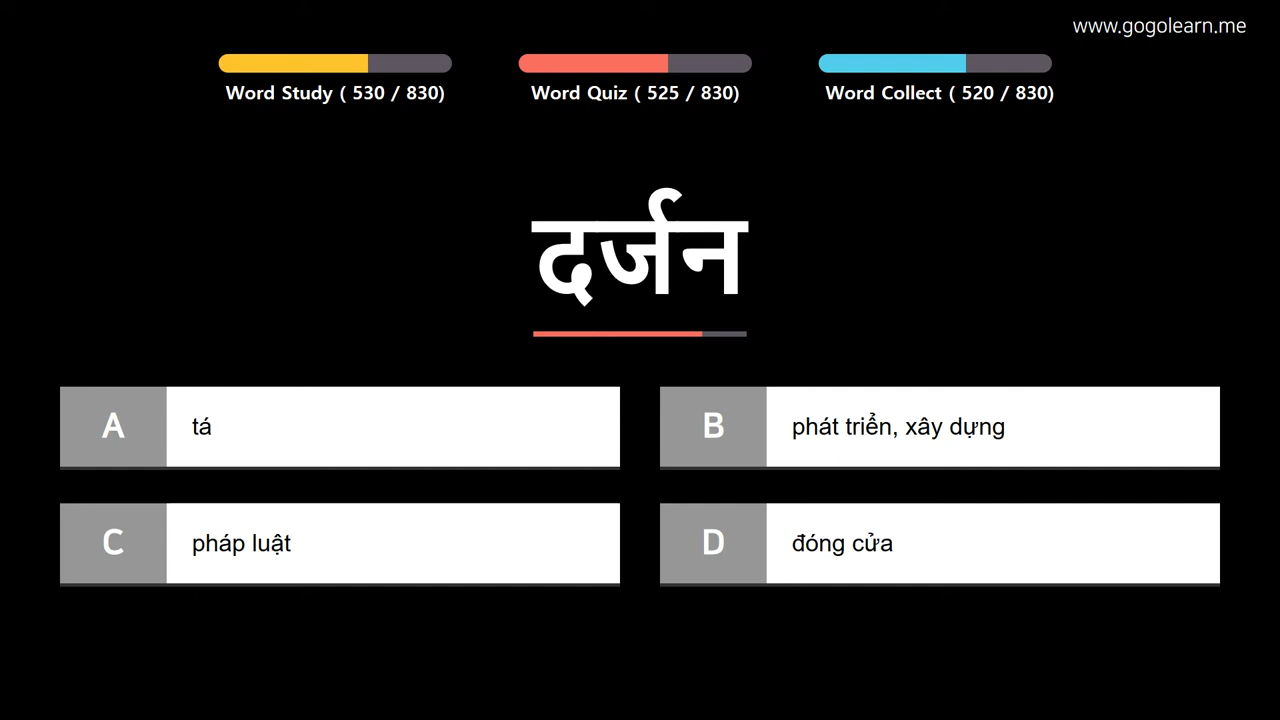 www.gogolearn.me
Word Study ( 530 / 830)
Word Quiz ( 525 / 830)
Word Collect ( 520 / 830)
दर्जन
A
tá
B
phát triển, xây dựng
C
pháp luật
D
đóng cửa